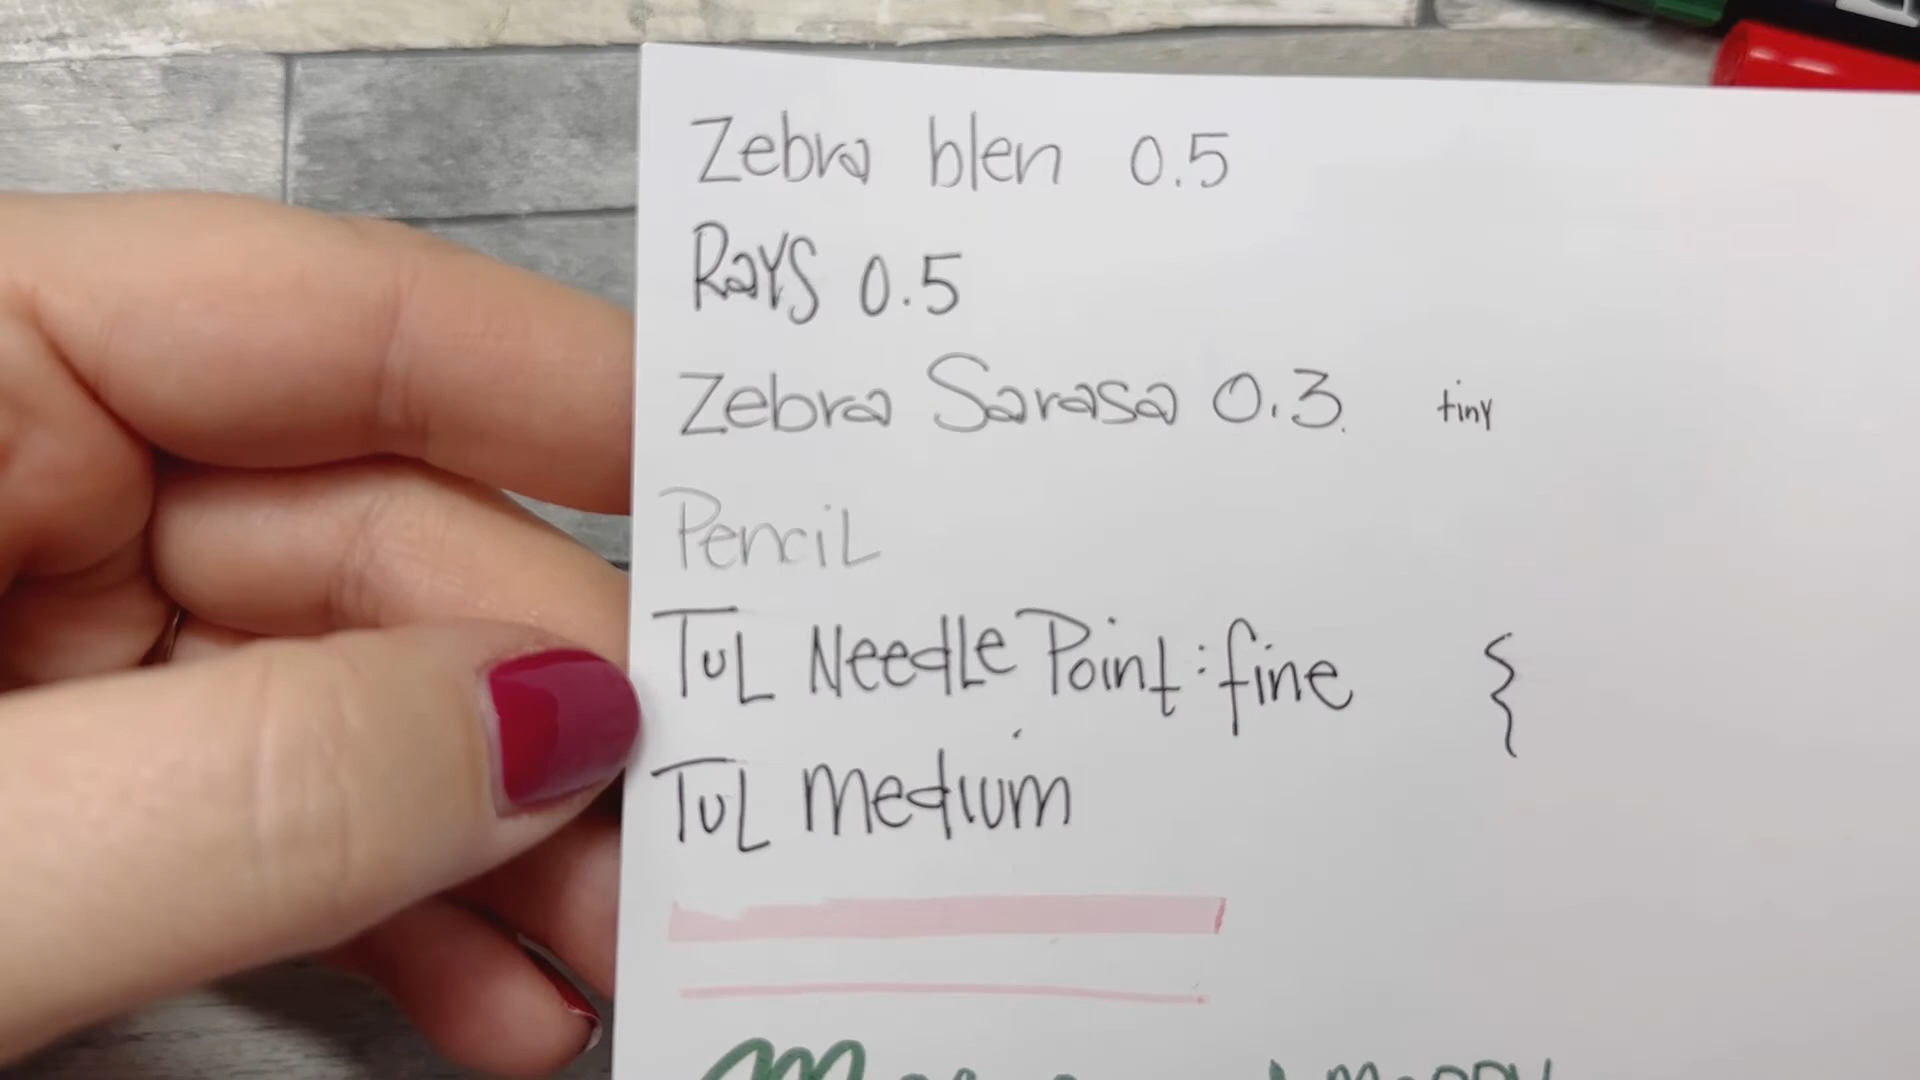 Zebra blen 0.5
RAYS 0.5
Zebra Sarasa 0.3. tiny
PenciL
TUL NeedLe Point: fine {
TUL medium